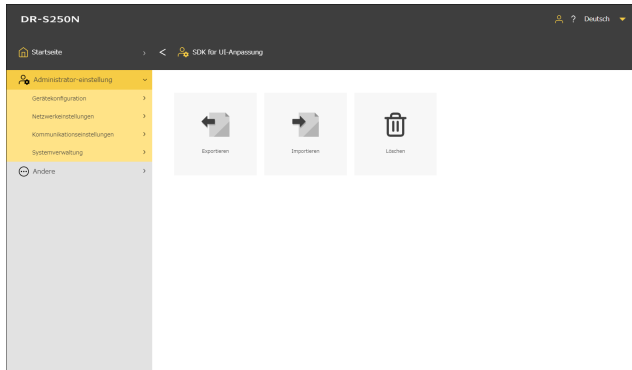 DR-S250N
? Deutsch
Startseite
SDK für UI-Anpassung
Administrator-einstellung
Gerätekonfiguration
Netzwerkeinstellungen
Kommunikationseinstellungen
Systemverwaltung
Andere
Exportieren
Importieren
Löschen